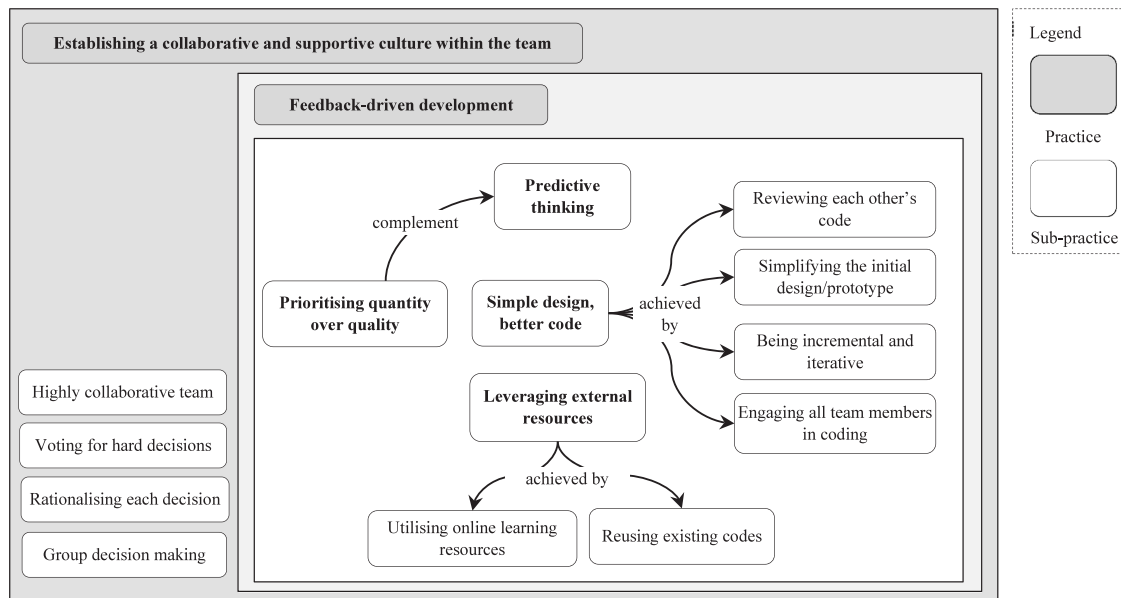 Establishing a collaborative and supportive culture within the team
Feedback-driven development
Predictive
thinking
complement
Prioritising quantity
over quality
Simple design,
better code
achieved
by
Reviewing each other's
code
Simplifying the initial
design/prototype
Being incremental and
iterative
Engaging all team members
in coding
Leveraging external
resources
achieved by
Utilising online learning
resources
Reusing existing codes
Highly collaborative team
Voting for hard decisions
Rationalising each decision
Group decision making
Legend
Practice
Sub-practice